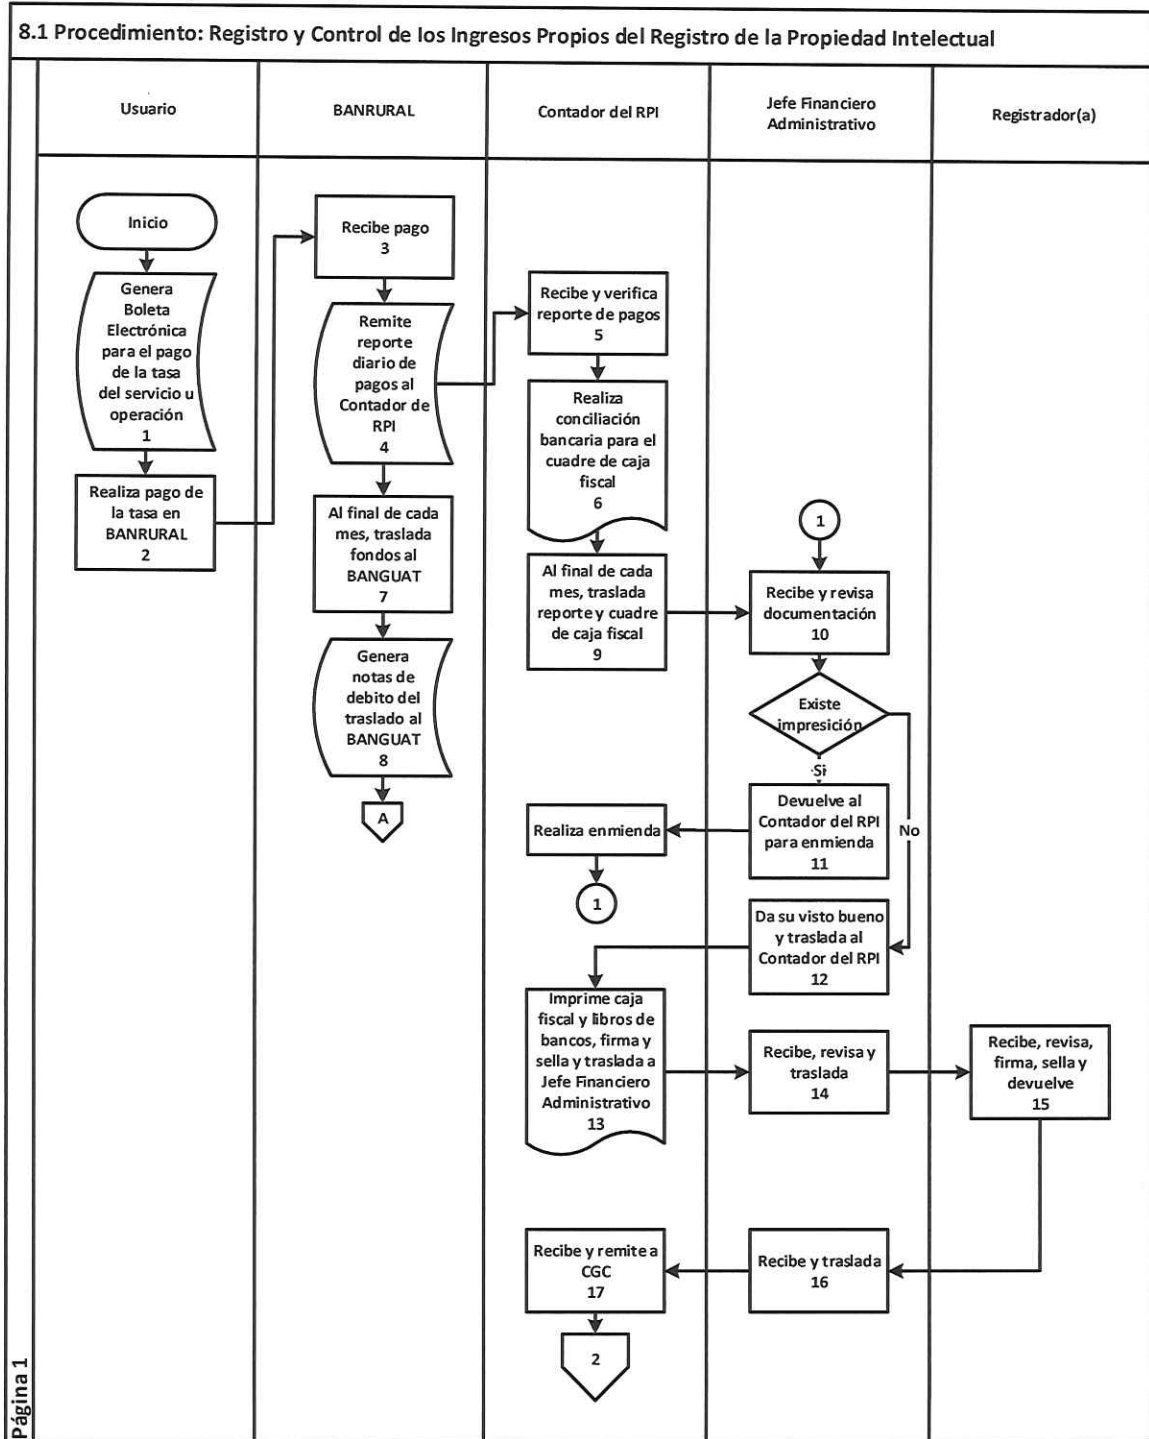 8.1 Procedimiento: Registro y Control de los Ingresos Propios del Registro de la Propiedad Intelectual
Usuario
BANRURAL
Contador del RPI
Jefe Financiero
Administrativo
Registrador(a)
Inicio
Genera
Boleta
Electrónica
para el pago
de la tasa
del servicio u
operación
1
Realiza pago de
la tasa en
BANRURAL
2
Recibe pago
3
Remite
reporte
diario de
pagos al
Contador de
RPI
4
Al final de cada
mes, traslada
fondos al
BANGUAT
7
Genera
notas de
debito del
traslado al
BANGUAT
8
A
Recibe y verifica
reporte de pagos
5
Realiza
conciliación
bancaria para el
cuadre de caja
fiscal
6
Al final de cada
mes, traslada
reporte y cuadre
de caja fiscal
9
1
Recibe y revisa
documentación
10
Existe
impresición
Si
No
Devuelve al
Contador del RPI
para enmienda
11
Realiza enmienda
1
Da su visto bueno
y traslada al
Contador del RPI
12
Imprime caja
fiscal y libros de
bancos, firma y
sella y traslada a
Jefe Financiero
Administrativo
13
Recibe, revisa y
traslada
14
Recibe, revisa,
firma, sella y
devuelve
15
Recibe y traslada
16
Recibe y remite a
CGC
17
2
Página 1